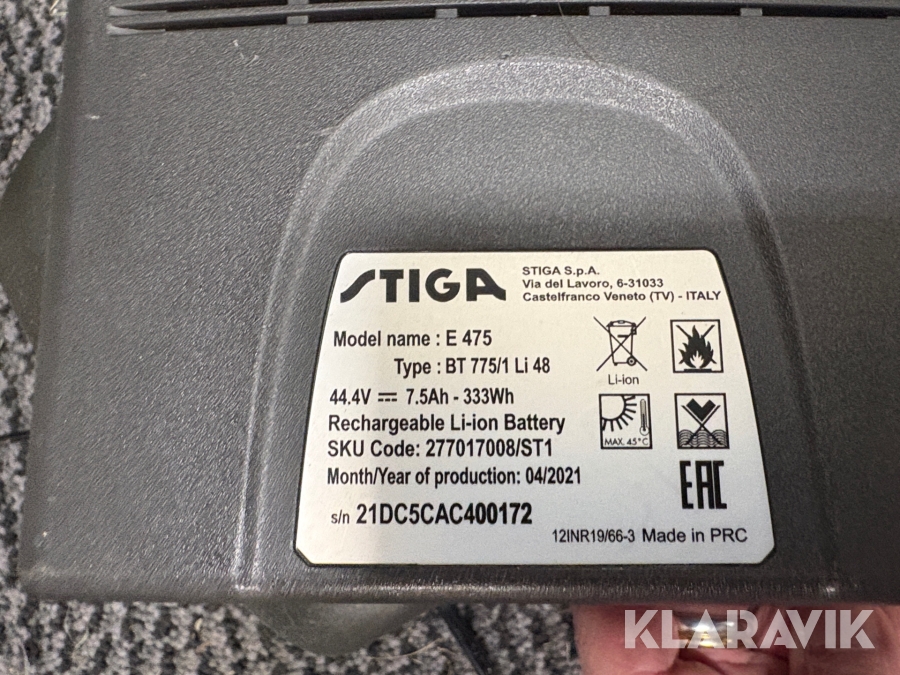 STIGA
STIGA S.p.A.
Via del Lavoro, 6-31033
Castelfranco Veneto (TV) - ITALY
Model name : E 475
Type : BT 775/1 Li 48
44.4V ⎓ 7.5Ah - 333Wh
Rechargeable Li-ion Battery
SKU Code: 277017008/ST1
Month/Year of production: 04/2021
s/n 21DC5CAC400172
Li-ion
MAX. 45°C
EAC
12INR19/66-3 Made in PRC
KLARAVIK